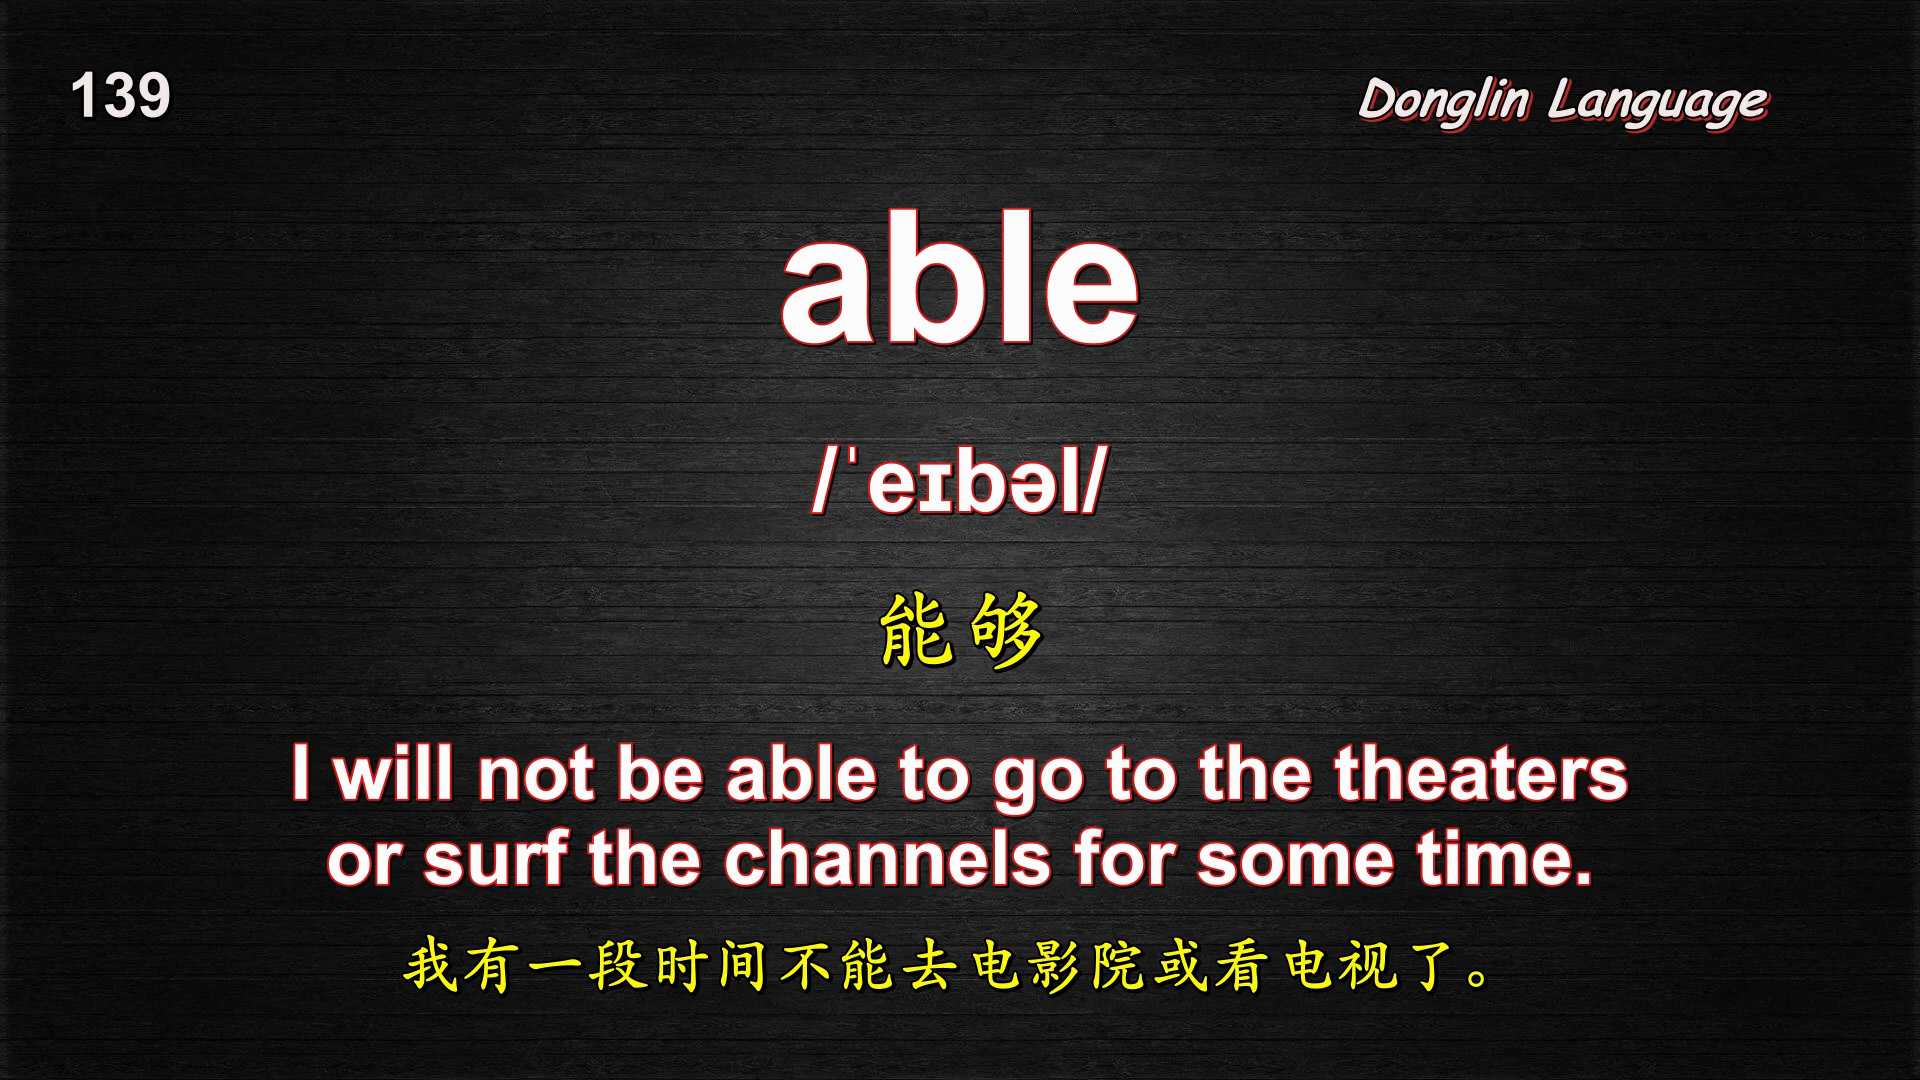 139
Donglin Language
able
/ˈeɪbəl/
能够
I will not be able to go to the theaters
or surf the channels for some time.
我有一段时间不能去电影院或看电视了。